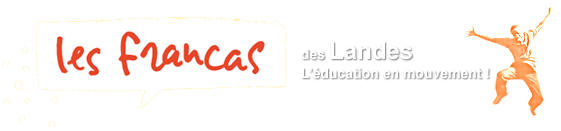 les francas
des Landes
L'éducation en mouvement !